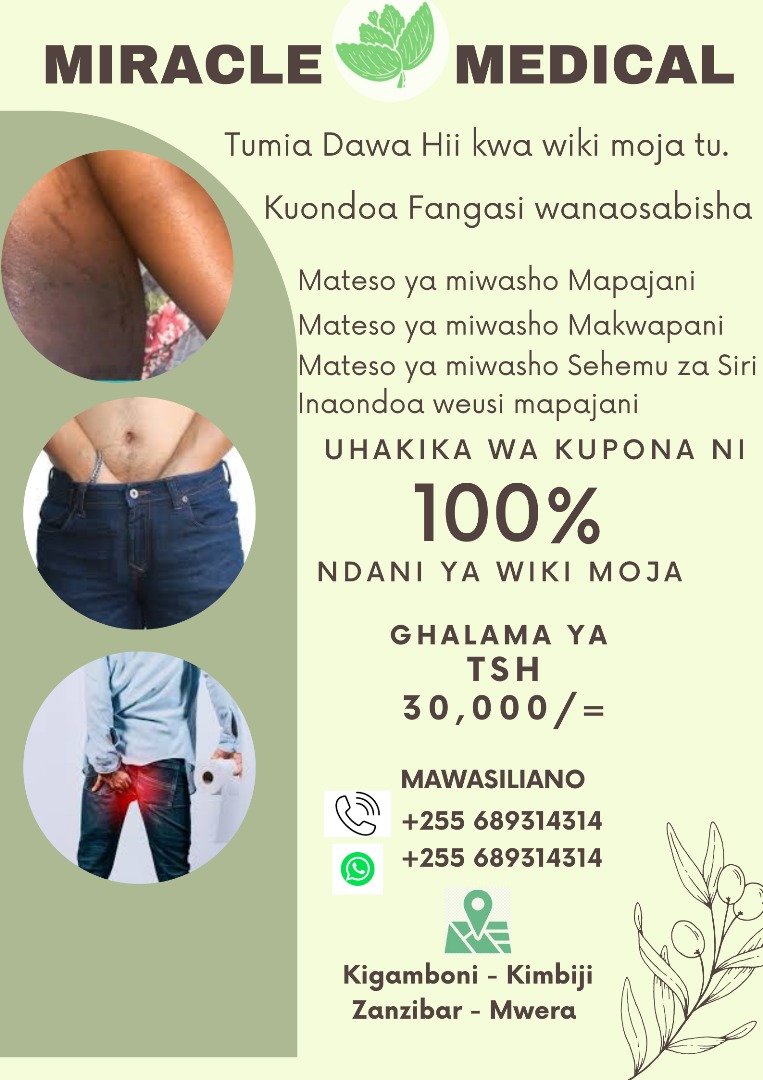 MIRACLE MEDICAL
Tumia Dawa Hii kwa wiki moja tu.
Kuondoa Fangasi wanaosabisha
Mateso ya miwasho Mapajani
Mateso ya miwasho Makwapani
Mateso ya miwasho Sehemu za Siri
Inaondoa weusi mapajani
UHAKIKA WA KUPONA NI
100%
NDANI YA WIKI MOJA
GHALAMA YA
TSH
30,000/=
MAWASILIANO
+255 689314314
+255 689314314
Kigamboni - Kimbiji
Zanzibar - Mwera